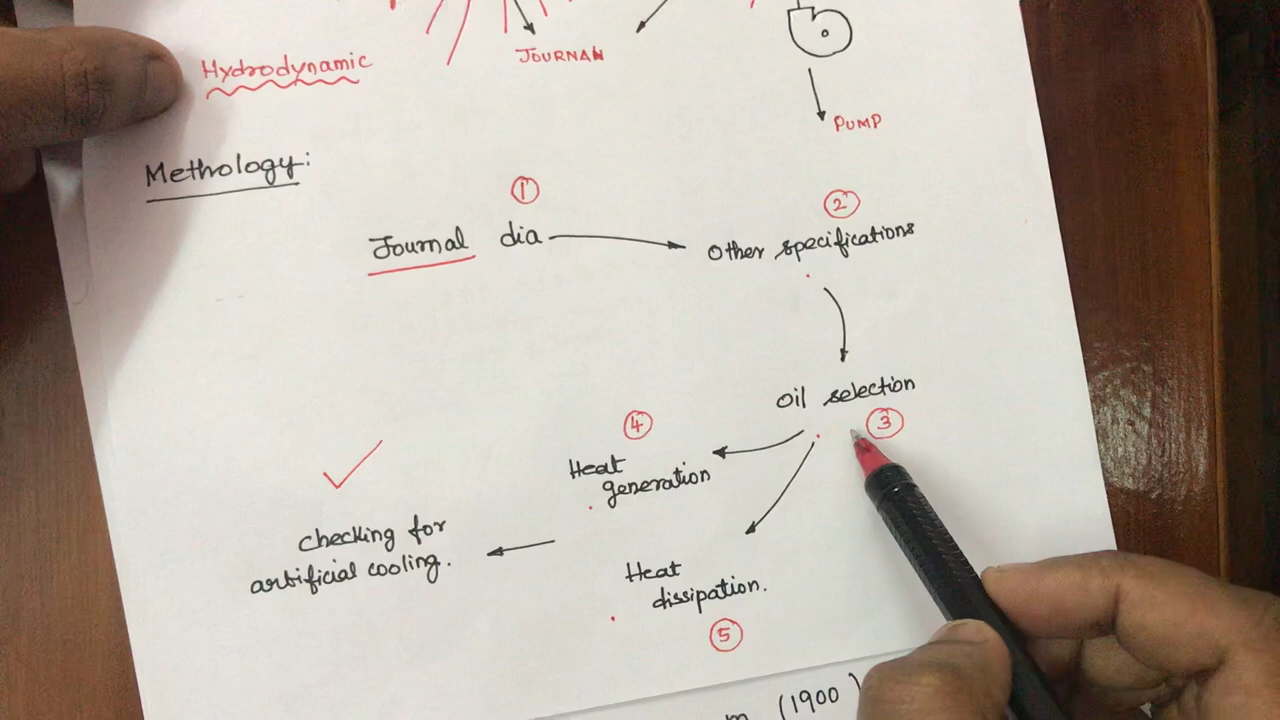 JOURNAL
Hydrodynamic
PUMP
Methology:
1
2
Journal dia
Other specifications
Oil selection
3
4
Heat
generation
checking for
artificial cooling.
Heat
dissipation.
5
m (1900)